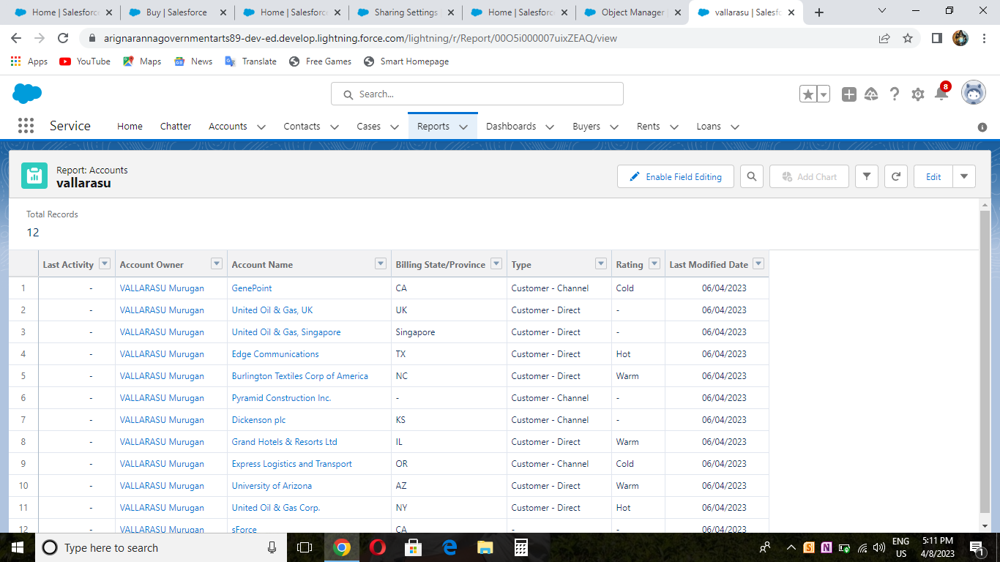 Home | Salesforc
Buy | Salesforce
Home | Salesforc
Sharing Settings
Home | Salesforc
Object Manager |
vallarasu | Salesfo
arignarannagovernmentarts89-dev-ed.develop.lightning.force.com/lightning/r/Report/00O5i000007uixZEAQ/view
Apps YouTube Maps News Translate Free Games Smart Homepage
Search...
8
Service Home Chatter Accounts Contacts Cases Reports Dashboards Buyers Rents Loans
Report: Accounts
vallarasu
Enable Field Editing Add Chart Edit
Total Records
12
Last Activity Account Owner Account Name Billing State/Province Type Rating Last Modified Date
1 - VALLARASU Murugan GenePoint CA Customer - Channel Cold 06/04/2023
2 - VALLARASU Murugan United Oil & Gas, UK UK Customer - Direct - 06/04/2023
3 - VALLARASU Murugan United Oil & Gas, Singapore Singapore Customer - Direct - 06/04/2023
4 - VALLARASU Murugan Edge Communications TX Customer - Direct Hot 06/04/2023
5 - VALLARASU Murugan Burlington Textiles Corp of America NC Customer - Direct Warm 06/04/2023
6 - VALLARASU Murugan Pyramid Construction Inc. - Customer - Channel - 06/04/2023
7 - VALLARASU Murugan Dickenson plc KS Customer - Channel - 06/04/2023
8 - VALLARASU Murugan Grand Hotels & Resorts Ltd IL Customer - Direct Warm 06/04/2023
9 - VALLARASU Murugan Express Logistics and Transport OR Customer - Channel Cold 06/04/2023
10 - VALLARASU Murugan University of Arizona AZ Customer - Direct Warm 06/04/2023
11 - VALLARASU Murugan United Oil & Gas Corp. NY Customer - Direct Hot 06/04/2023
12 - VALLARASU Murugan sForce CA - - 06/04/2023
Type here to search
ENG
US
5:11 PM
4/8/2023
1